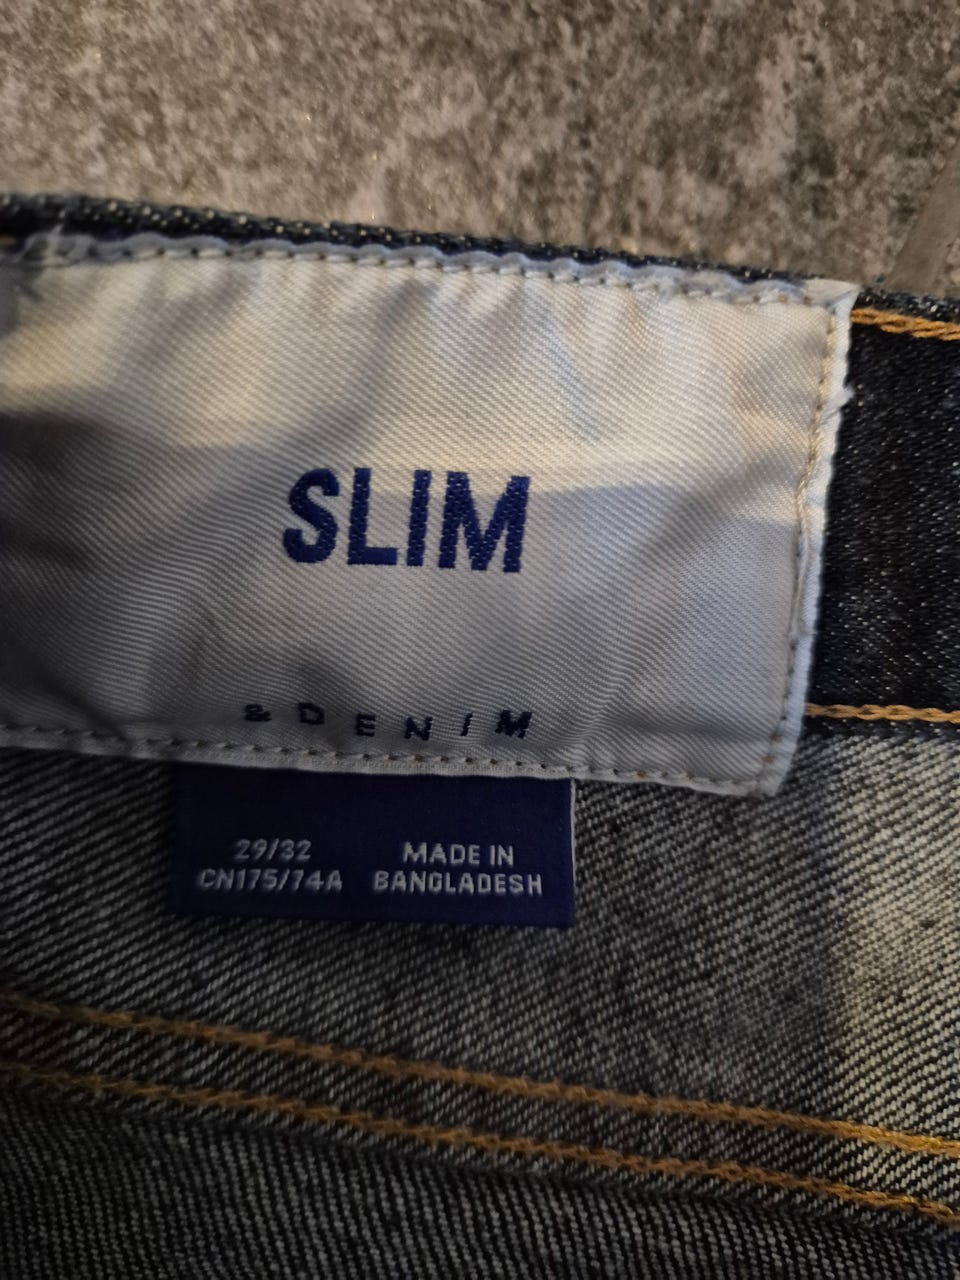 SLIM
& DENIM
29/32
CN175/74A
MADE IN
BANGLADESH